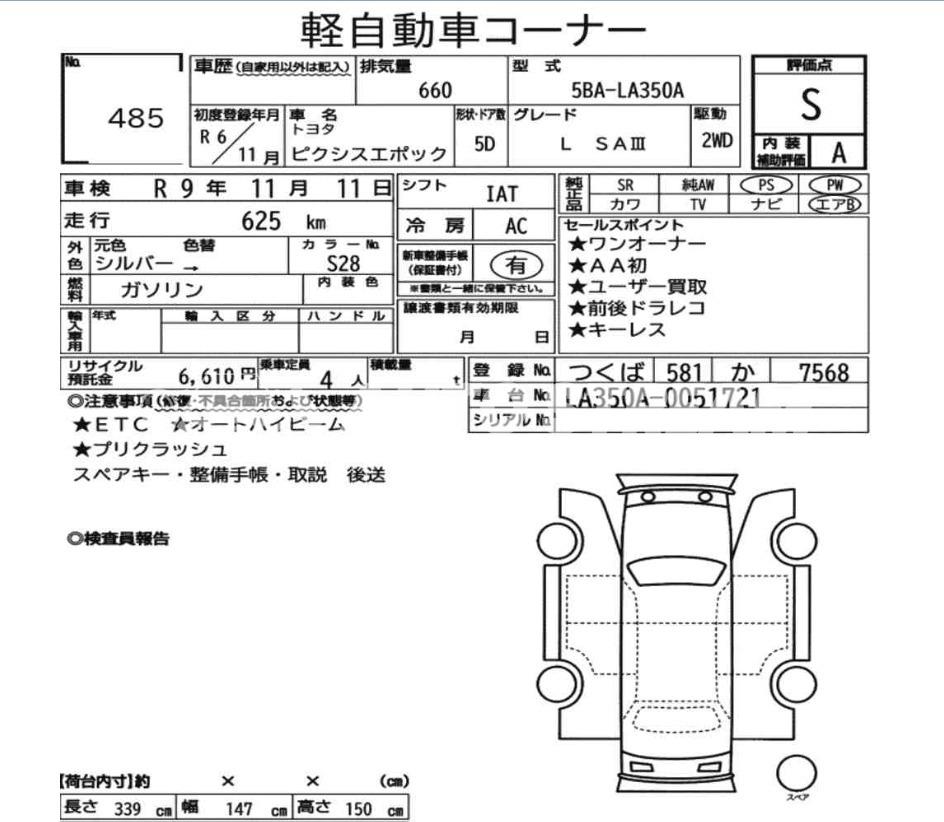 軽自動車コーナー
No. 485
車歴(自家用以外は記入) 排気量 660 型 式 5BA-LA350A 評価点 S
初度登録年月 R6/11月 車 名 トヨタ ピクシスエポック 形状・ドア数 5D グレード L SAⅢ 駆動 2WD 内装補助評価 A
車検 R 9 年 11 月 11 日 シフト IAT 純正品 SR 純AW PS PW
カワ TV ナビ エアB
走行 625 km 冷 房 AC セールスポイント
★ワンオーナー
★AA初
★ユーザー買取
★前後ドラレコ
★キーレス
外色 元色 シルバー → 色替 カラーNo. S28 新車整備手帳(保証書付) 有
※書類と一緒に保管下さい。
燃料 ガソリン 内装色
譲渡書類有効期限 月 日
輸入車用 年式 輸入区分 ハンドル
リサイクル預託金 6,610円 乗車定員 4 人 積載量 t 登 録 No. つくば 581 か 7568
車 台 No. LA350A-0051721
シリアル No.
◎注意事項(修復・不具合箇所および状態等)
★ETC ★オートハイビーム
★プリクラッシュ
スペアキー・整備手帳・取説 後送
◎検査員報告
スペア
【荷台内寸】約 × × (cm)
長さ 339 cm 幅 147 cm 高さ 150 cm